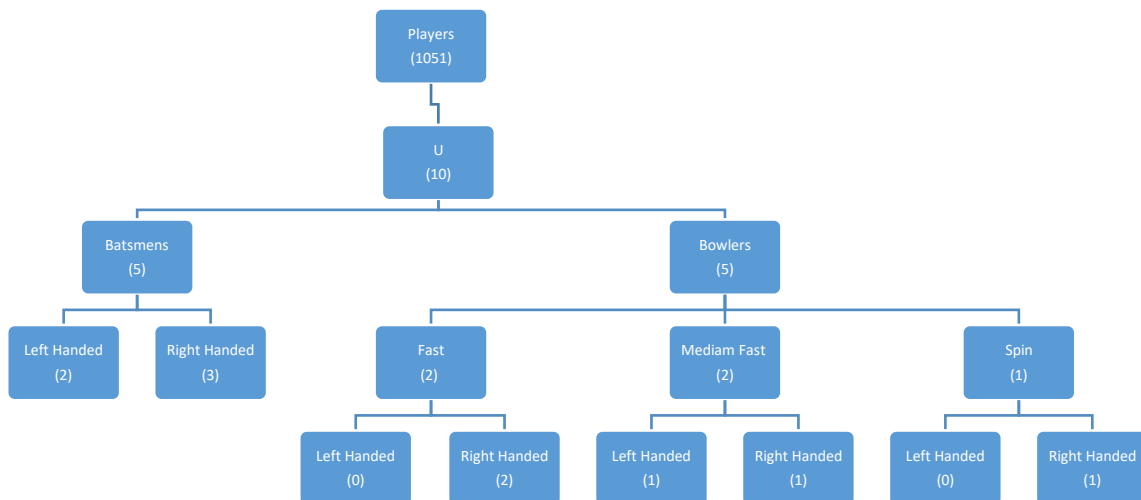 Players
(1051)
U
(10)
Batsmens
(5)
Bowlers
(5)
Left Handed
(2)
Right Handed
(3)
Fast
(2)
Mediam Fast
(2)
Spin
(1)
Left Handed
(0)
Right Handed
(2)
Left Handed
(1)
Right Handed
(1)
Left Handed
(0)
Right Handed
(1)